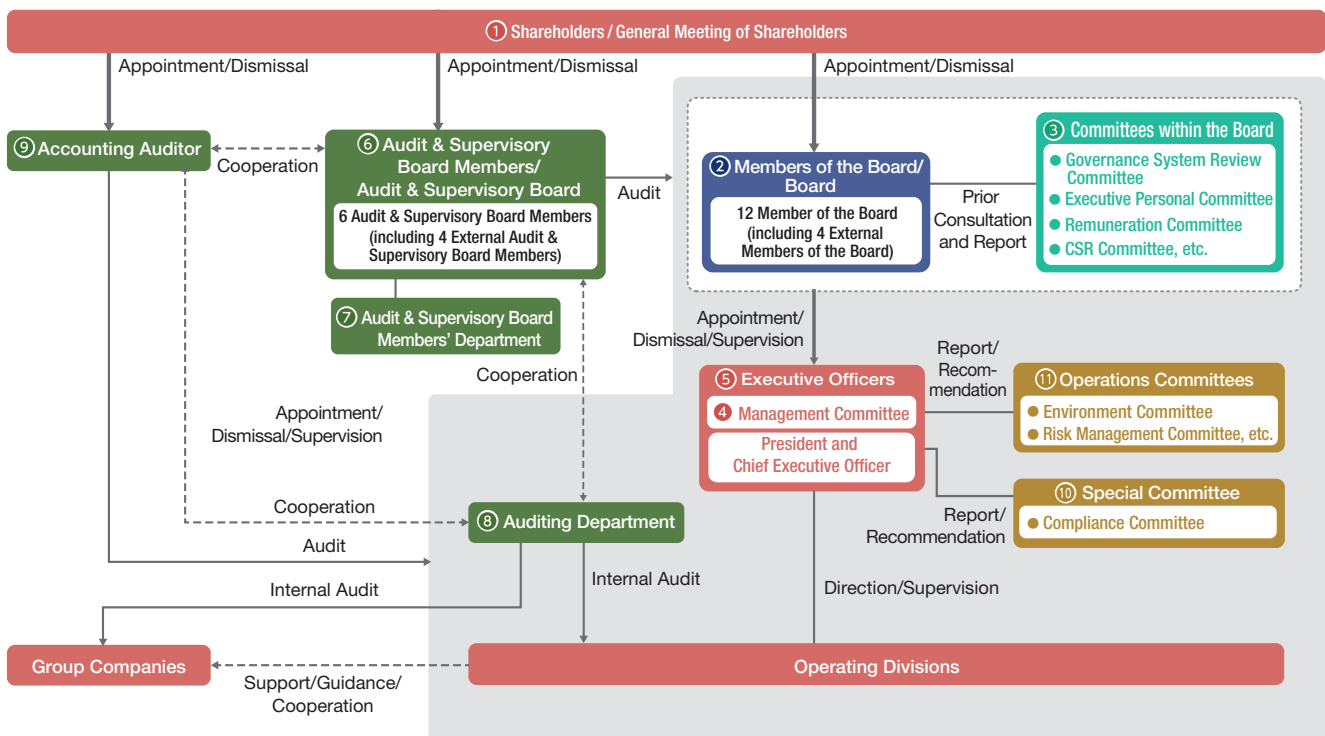 ① Shareholders / General Meeting of Shareholders
Appointment/Dismissal
Appointment/Dismissal
Appointment/Dismissal
⑨ Accounting Auditor
Cooperation
⑥ Audit & Supervisory
Board Members/
Audit & Supervisory Board
6 Audit & Supervisory Board Members
(including 4 External Audit &
Supervisory Board Members)
Audit
② Members of the Board/
Board
12 Member of the Board
(including 4 External
Members of the Board)
Prior
Consultation
and Report
③ Committees within the Board
● Governance System Review
Committee
● Executive Personal Committee
● Remuneration Committee
● CSR Committee, etc.
⑦ Audit & Supervisory Board
Members' Department
Cooperation
Appointment/
Dismissal/Supervision
Appointment/
Dismissal/Supervision
⑤ Executive Officers
④ Management Committee
President and
Chief Executive Officer
Report/
Recom-
mendation
⑪ Operations Committees
● Environment Committee
● Risk Management Committee, etc.
⑩ Special Committee
● Compliance Committee
Report/
Recommendation
Cooperation
⑧ Auditing Department
Audit
Internal Audit
Internal Audit
Direction/Supervision
Group Companies
Support/Guidance/
Cooperation
Operating Divisions